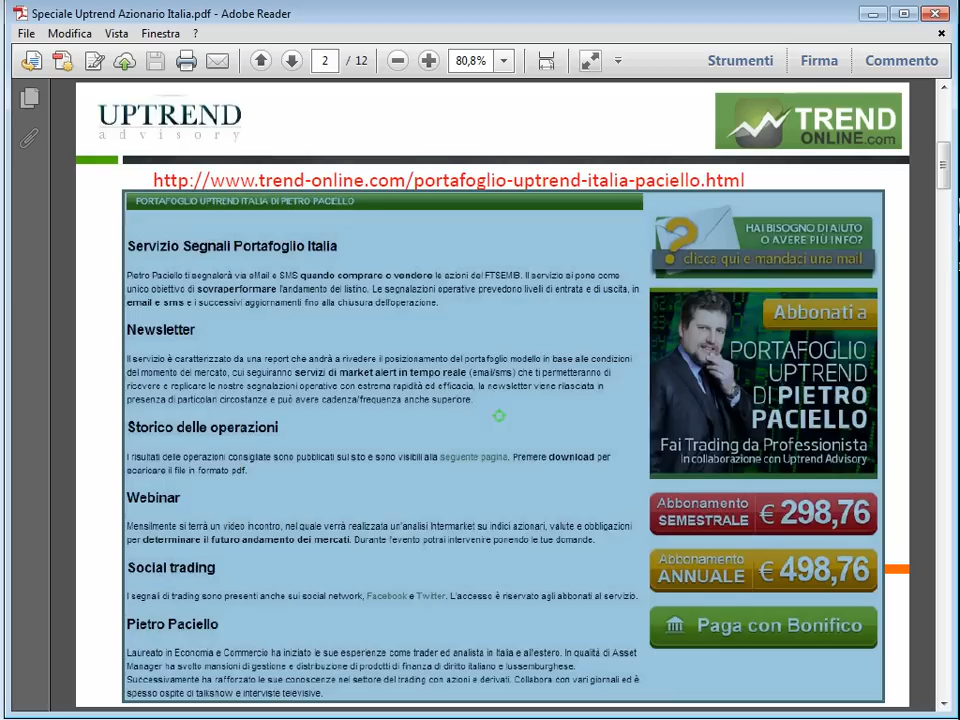 Speciale Uptrend Azionario Italia.pdf - Adobe Reader
File Modifica Vista Finestra ?
2 / 12 80,8% Strumenti Firma Commento
UPTREND
advisory
TREND
ONLINE.com
http://www.trend-online.com/portafoglio-uptrend-italia-paciello.html
PORTAFOGLIO UPTREND ITALIA DI PIETRO PACIELLO
Servizio Segnali Portafoglio Italia
Pietro Paciello ti segnalerà via eMail e SMS quando comprare o vendere le azioni del FTSEMIB. Il servizio si pone come
unico obiettivo di sovraperformare l'andamento del listino. Le segnalazioni operative prevedono livelli di entrata e di uscita, in
email e sms e i successivi aggiornamenti fino alla chiusura dell'operazione.
Newsletter
Il servizio è caratterizzato da una report che andrà a rivedere il posizionamento del portafoglio modello in base alle condizioni
del momento del mercato, cui seguiranno servizi di market alert in tempo reale (email/sms) che ti permetteranno di
ricevere e replicare le nostre segnalazioni operative con estrema rapidità ed efficacia, la newsletter viene rilasciata in
presenza di particolari circostanze e può avere cadenza/frequenza anche superiore.
Storico delle operazioni
I risultati delle operazioni consigliate sono pubblicati sul sito e sono visibili alla seguente pagina. Premere download per
scaricare il file in formato pdf.
Webinar
Mensilmente si terrà un video incontro, nel quale verrà realizzata un'analisi Intermarket su indici azionari, valute e obbligazioni
per determinare il futuro andamento dei mercati. Durante l'evento potrai intervenire ponendo le tue domande.
Social trading
I segnali di trading sono presenti anche sui social network, Facebook e Twitter. L'accesso è riservato agli abbonati al servizio.
Pietro Paciello
Laureato in Economia e Commercio ha iniziato le sue esperienze come trader ed analista in Italia e all'estero. In qualità di Asset
Manager ha svolto mansioni di gestione e distribuzione di prodotti di finanza di diritto italiano e lussemburghese.
Successivamente ha rafforzato le sue conoscenze nel settore del trading con azioni e derivati. Collabora con vari giornali ed è
spesso ospite di talkshow e interviste televisive.
HAI BISOGNO DI AIUTO
O AVERE PIÙ INFO?
clicca qui e mandaci una mail
Abbonati a
PORTAFOGLIO
UPTREND
DI PIETRO
PACIELLO
Fai Trading da Professionista
In collaborazione con Uptrend Advisory
Abbonamento
SEMESTRALE € 298,76
Abbonamento
ANNUALE € 498,76
Paga con Bonifico